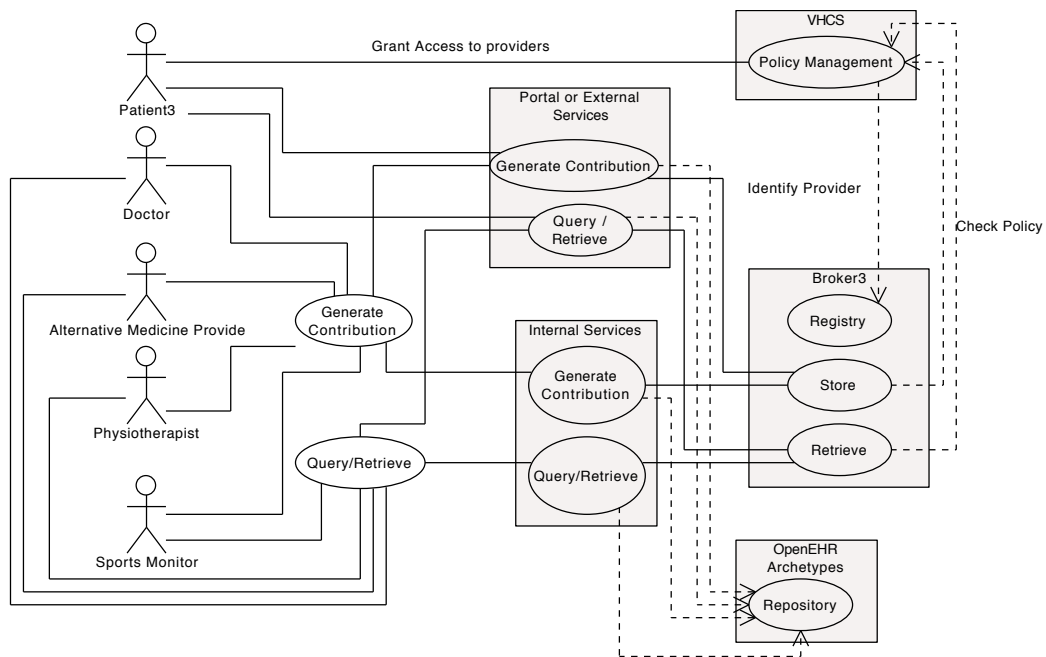 VHCS
Grant Access to providers
Policy Management
Patient3
Portal or External
Services
Generate Contribution
Identify Provider
Doctor
Query /
Retrieve
Check Policy
Broker3
Alternative Medicine Provide
Generate
Contribution
Internal Services
Registry
Generate
Contribution
Store
Physiotherapist
Query/Retrieve
Query/Retrieve
Retrieve
Sports Monitor
OpenEHR
Archetypes
Repository